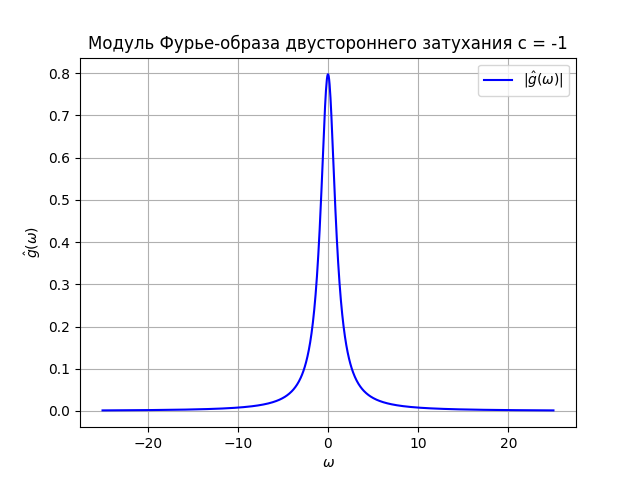 Модуль Фурье-образа двустороннего затухания c = -1
|ĝ(ω)|
0.8
0.7
0.6
0.5
0.4
0.3
0.2
0.1
0.0
ĝ(ω)
−20 −10 0 10 20
ω